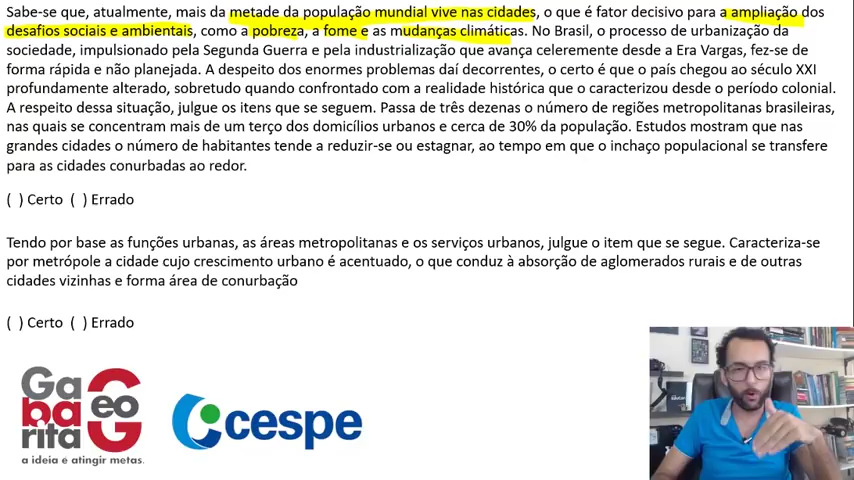 Sabe-se que, atualmente, mais da metade da população mundial vive nas cidades, o que é fator decisivo para a ampliação dos
desafios sociais e ambientais, como a pobreza, a fome e as mudanças climáticas. No Brasil, o processo de urbanização da
sociedade, impulsionado pela Segunda Guerra e pela industrialização que avança celeremente desde a Era Vargas, fez-se de
forma rápida e não planejada. A despeito dos enormes problemas daí decorrentes, o certo é que o país chegou ao século XXI
profundamente alterado, sobretudo quando confrontado com a realidade histórica que o caracterizou desde o período colonial.
A respeito dessa situação, julgue os itens que se seguem. Passa de três dezenas o número de regiões metropolitanas brasileiras,
nas quais se concentram mais de um terço dos domicílios urbanos e cerca de 30% da população. Estudos mostram que nas
grandes cidades o número de habitantes tende a reduzir-se ou estagnar, ao tempo em que o inchaço populacional se transfere
para as cidades conurbadas ao redor.
( ) Certo ( ) Errado
Tendo por base as funções urbanas, as áreas metropolitanas e os serviços urbanos, julgue o item que se segue. Caracteriza-se
por metrópole a cidade cujo crescimento urbano é acentuado, o que conduz à absorção de aglomerados rurais e de outras
cidades vizinhas e forma área de conurbação
( ) Certo ( ) Errado
Ga
ba
rita
Geo
a ideia e atingir metas.
cespe